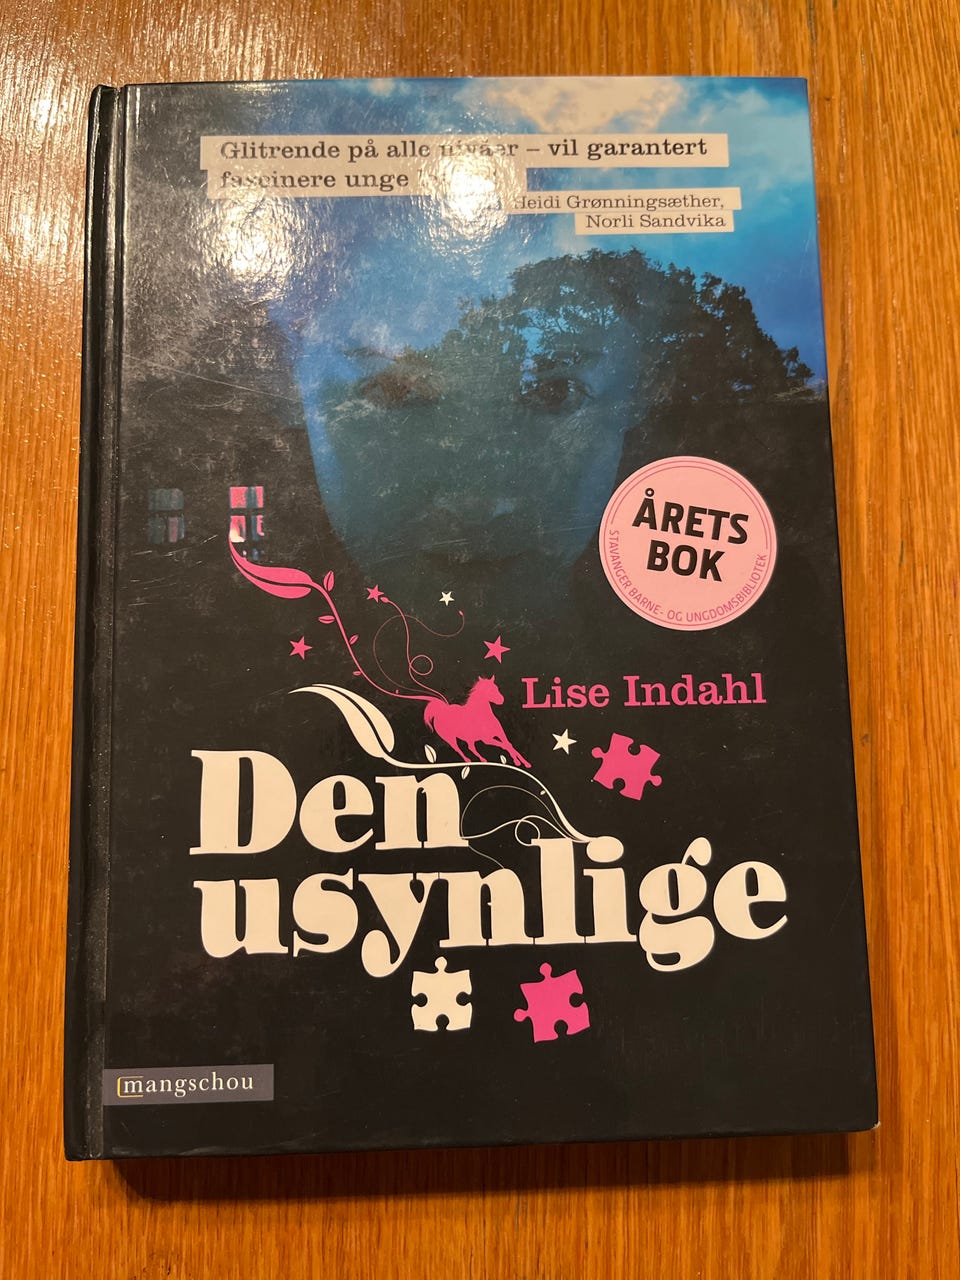 Glitrende på alle nivåer – vil garantert
fascinere unge
Heidi Grønningsæther,
Norli Sandvika
ÅRETS
BOK
STAVANGER BARNE- OG UNGDOMSBIBLIOTEK
Lise Indahl
Den
usynlige
mangschou